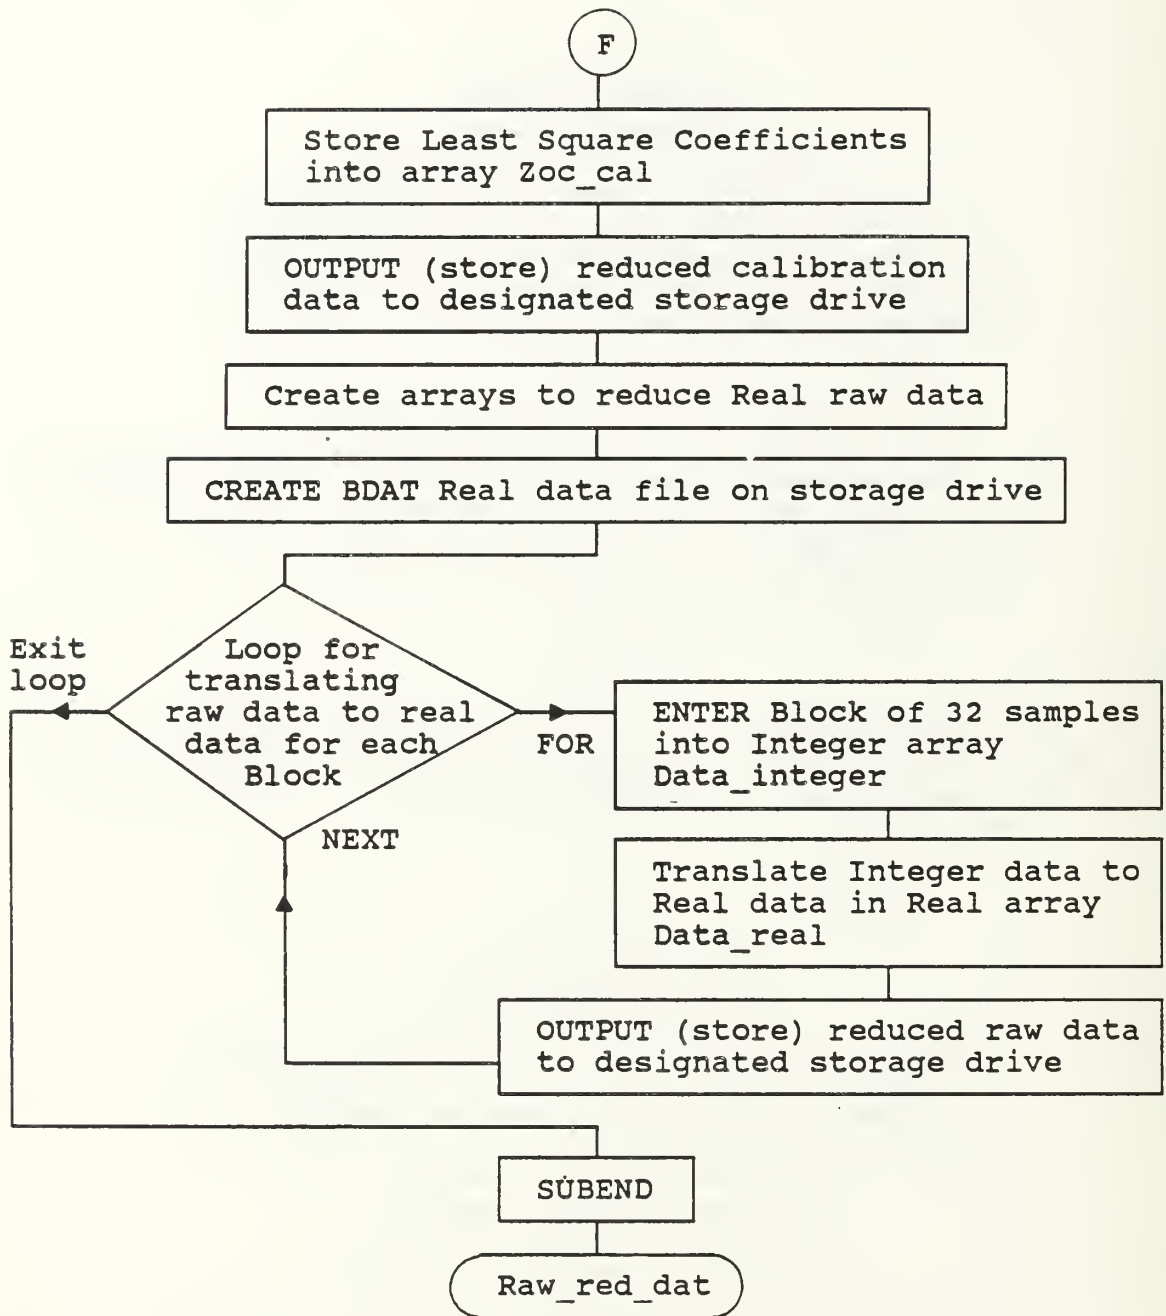 F
Store Least Square Coefficients
into array Zoc_cal
OUTPUT (store) reduced calibration
data to designated storage drive
Create arrays to reduce Real raw data
CREATE BDAT Real data file on storage drive
Exit
loop
Loop for
translating
raw data to real
data for each
Block
FOR
NEXT
ENTER Block of 32 samples
into Integer array
Data_integer
Translate Integer data to
Real data in Real array
Data_real
OUTPUT (store) reduced raw data
to designated storage drive
SUBEND
Raw_red_dat